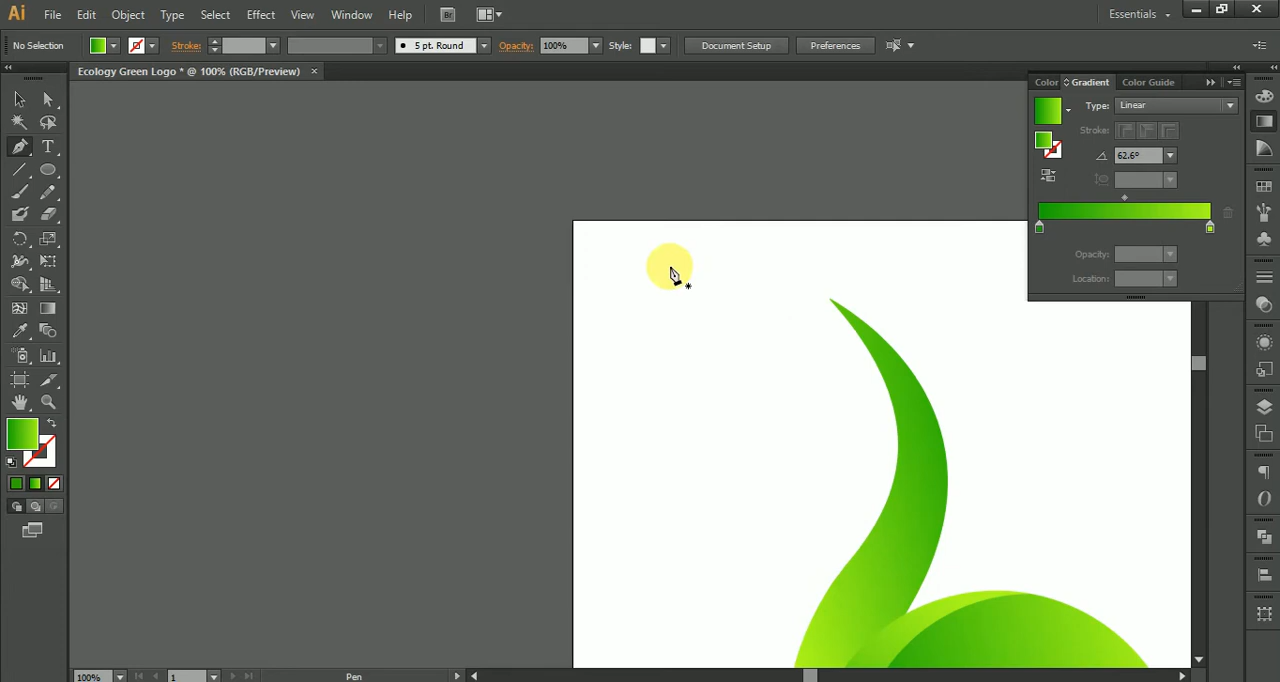 Ai File Edit Object Type Select Effect View Window Help Br Essentials
No Selection Stroke: 5 pt. Round Opacity: 100% Style: Document Setup Preferences
Ecology Green Logo * @ 100% (RGB/Preview) ×
Color Gradient Color Guide
Type: Linear
Stroke:
62.6°
Opacity:
Location:
100% 1 Pen